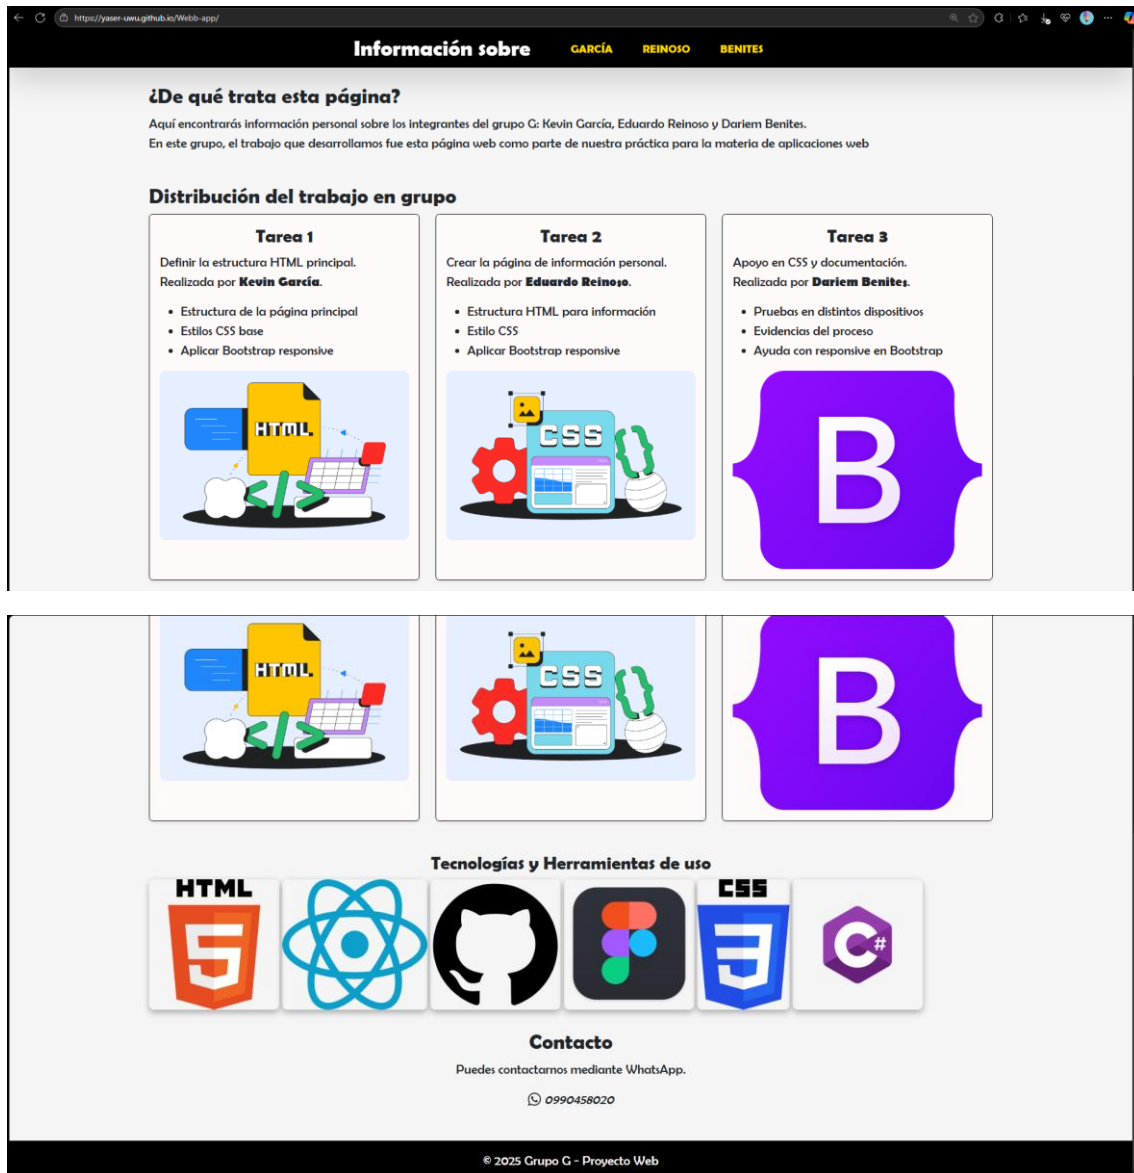 https://yaser-uwu.github.io/Webb-app/
Información sobre GARCÍA REINOSO BENITES
¿De qué trata esta página?
Aquí encontrarás información personal sobre los integrantes del grupo G: Kevin García, Eduardo Reinoso y Dariem Benites.
En este grupo, el trabajo que desarrollamos fue esta página web como parte de nuestra práctica para la materia de aplicaciones web
Distribución del trabajo en grupo
Tarea 1
Definir la estructura HTML principal.
Realizada por Kevin García.
• Estructura de la página principal
• Estilos CSS base
• Aplicar Bootstrap responsive
HTML
Tarea 2
Crear la página de información personal.
Realizada por Eduardo Reinoso.
• Estructura HTML para información
• Estilo CSS
• Aplicar Bootstrap responsive
CSS
Tarea 3
Apoyo en CSS y documentación.
Realizada por Dariem Benites.
• Pruebas en distintos dispositivos
• Evidencias del proceso
• Ayuda con responsive en Bootstrap
B
HTML
CSS
B
Tecnologías y Herramientas de uso
HTML
5
CSS
3
C#
Contacto
Puedes contactarnos mediante WhatsApp.
0990458020
© 2025 Grupo G - Proyecto Web